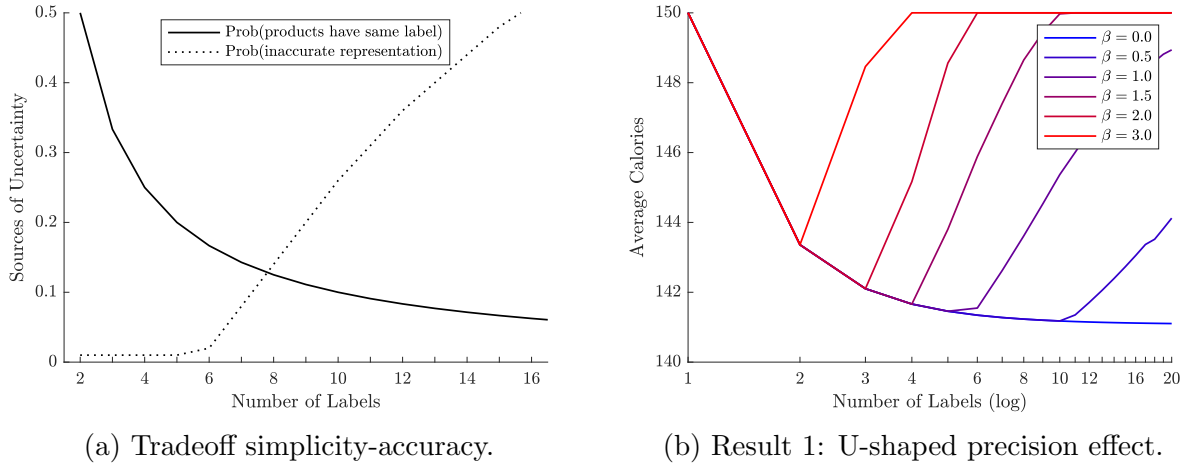 0.5
0.4
0.3
0.2
0.1
0
Sources of Uncertainty
Prob(products have same label)
Prob(inaccurate representation)
2 4 6 8 10 12 14 16
Number of Labels
(a) Tradeoff simplicity-accuracy.
150
148
146
144
142
140
Average Calories
β = 0.0
β = 0.5
β = 1.0
β = 1.5
β = 2.0
β = 3.0
1 2 3 4 6 8 10 12 16 20
Number of Labels (log)
(b) Result 1: U-shaped precision effect.